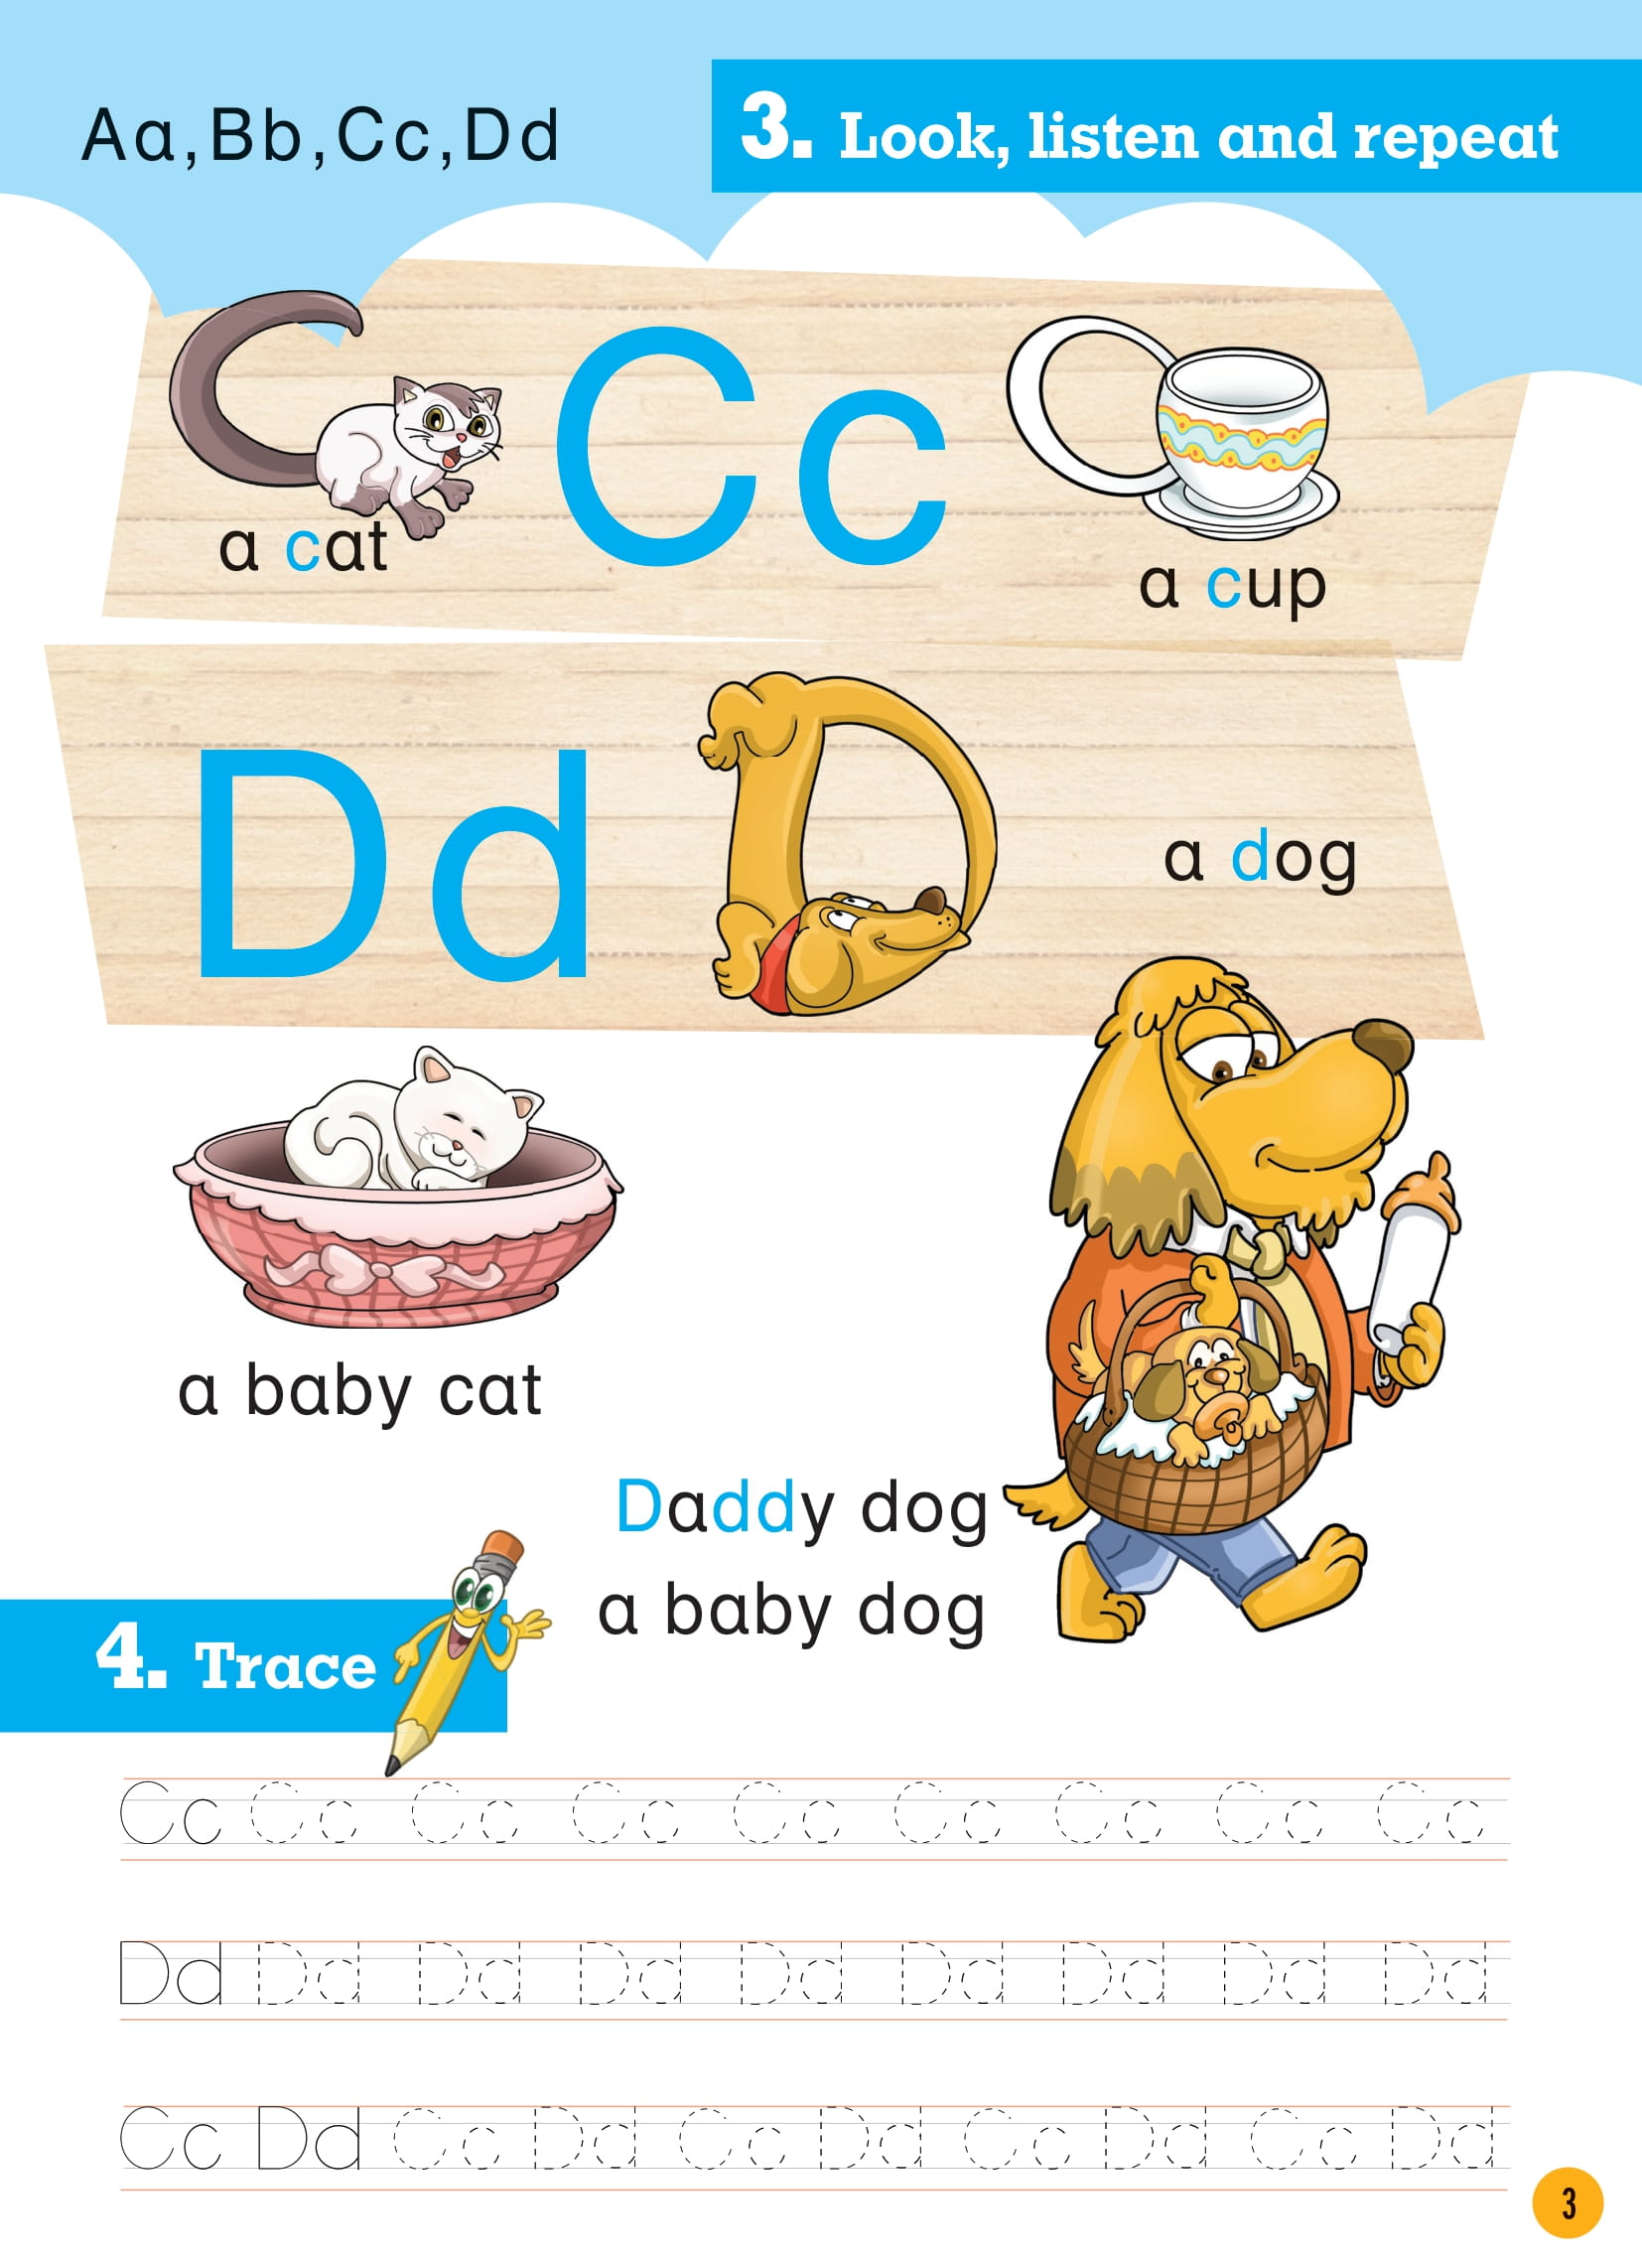 Aa,Bb,Cc,Dd
3. Look, listen and repeat
a cat
Cc
a cup
Dd
a dog
a baby cat
Daddy dog
a baby dog
4. Trace
Cc Cc Cc Cc Cc Cc Cc Cc Cc
Dd Dd Dd Dd Dd Dd Dd Dd Dd
Cc Dd Cc Dd Cc Dd Cc Dd Cc Dd
3